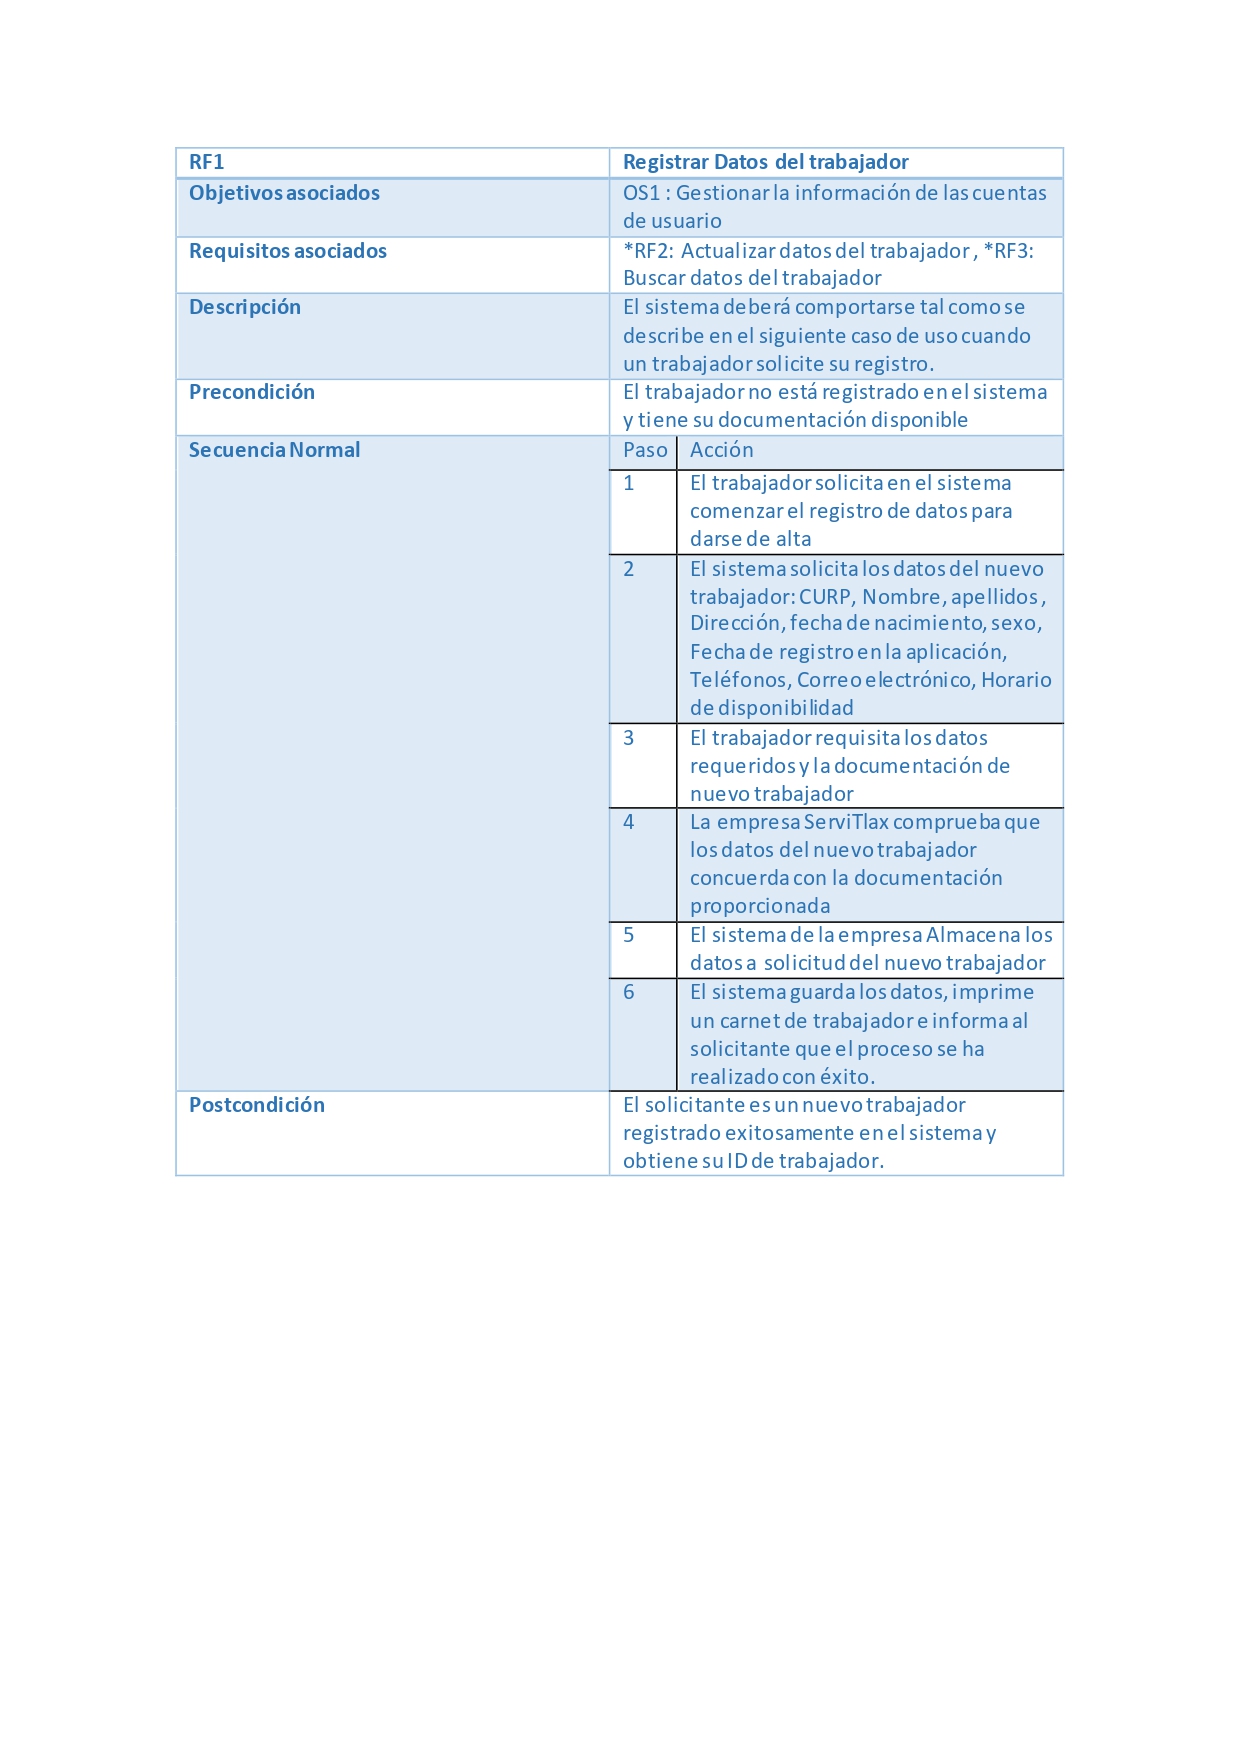 RF1
Registrar Datos del trabajador
Objetivos asociados
OS1 : Gestionar la información de las cuentas
de usuario
Requisitos asociados
*RF2: Actualizar datos del trabajador , *RF3:
Buscar datos del trabajador
Descripción
El sistema deberá comportarse tal como se
describe en el siguiente caso de uso cuando
un trabajador solicite su registro.
Precondición
El trabajador no está registrado en el sistema
y tiene su documentación disponible
Secuencia Normal
Paso Acción
1 El trabajador solicita en el sistema
comenzar el registro de datos para
darse de alta
2 El sistema solicita los datos del nuevo
trabajador: CURP, Nombre, apellidos ,
Dirección, fecha de nacimiento, sexo,
Fecha de registro en la aplicación,
Teléfonos, Correo electrónico, Horario
de disponibilidad
3 El trabajador requisita los datos
requeridos y la documentación de
nuevo trabajador
4 La empresa ServiTlax comprueba que
los datos del nuevo trabajador
concuerda con la documentación
proporcionada
5 El sistema de la empresa Almacena los
datos a solicitud del nuevo trabajador
6 El sistema guarda los datos, imprime
un carnet de trabajador e informa al
solicitante que el proceso se ha
realizado con éxito.
Postcondición
El solicitante es un nuevo trabajador
registrado exitosamente en el sistema y
obtiene su ID de trabajador.